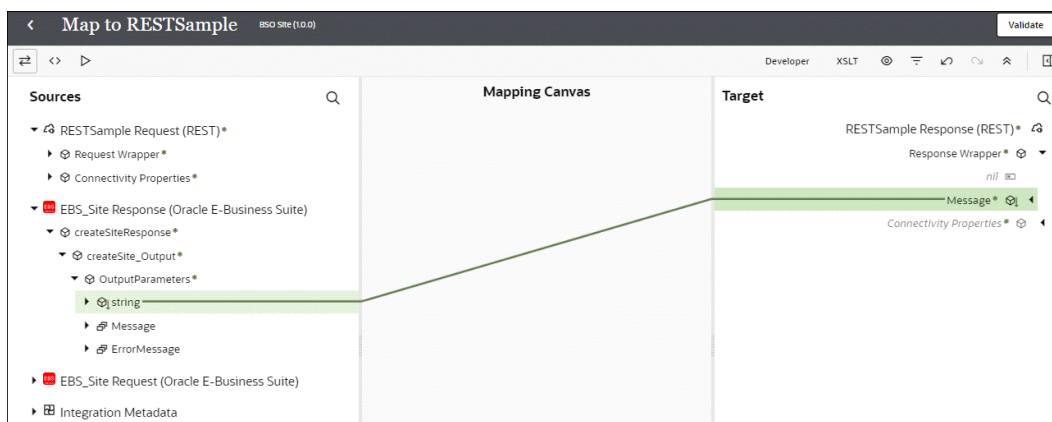 Map to RESTSample BSO Site (1.0.0) Validate
Developer XSLT
Sources
Mapping Canvas
Target
RESTSample Request (REST)*
Request Wrapper*
Connectivity Properties*
EBS EBS_Site Response (Oracle E-Business Suite)
createSiteResponse*
createSite_Output*
OutputParameters*
string
Message
ErrorMessage
EBS EBS_Site Request (Oracle E-Business Suite)
Integration Metadata
RESTSample Response (REST)*
Response Wrapper*
nil
Message*
Connectivity Properties*